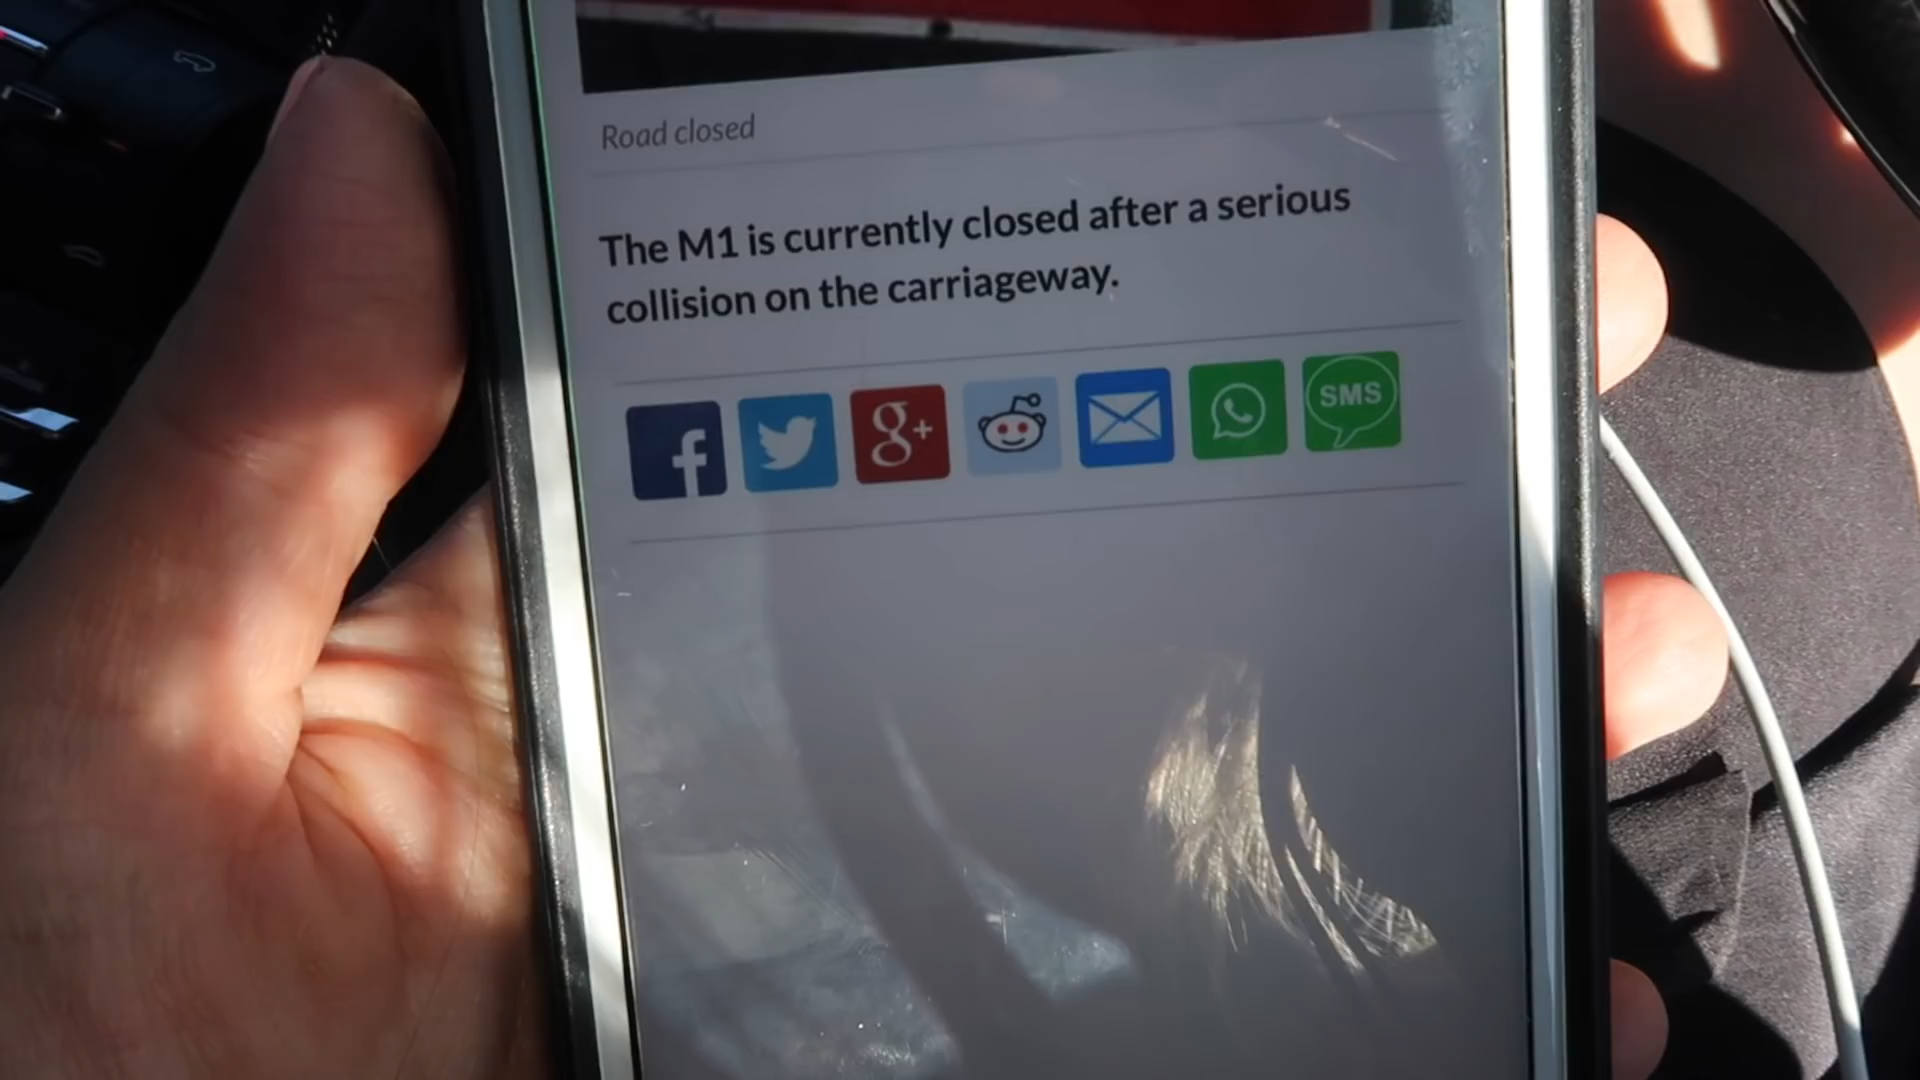 Road closed
The M1 is currently closed after a serious
collision on the carriageway.
f g+ SMS